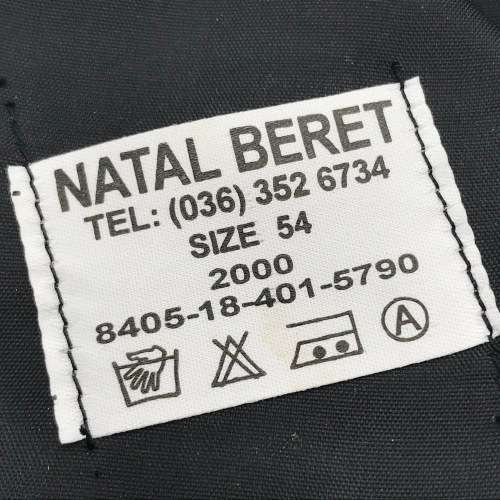 NATAL BERET
TEL: (036) 352 6734
SIZE 54
2000
8405-18-401-5790
A